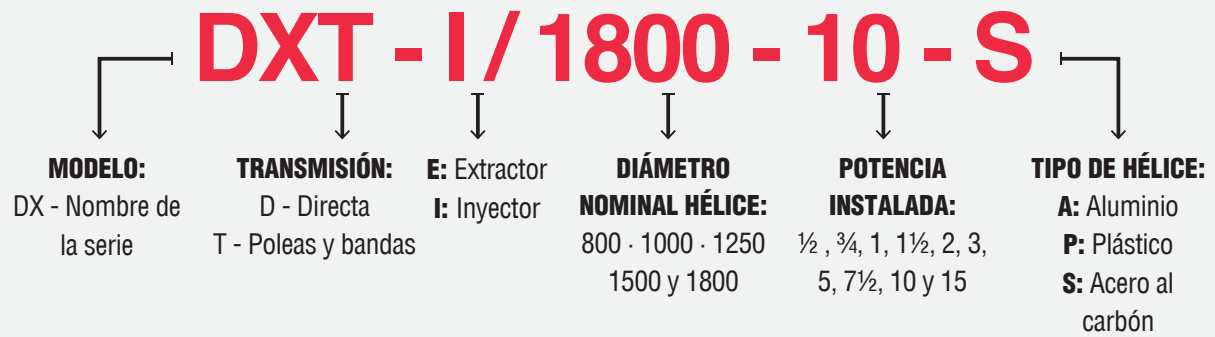 DXT - I / 1800 - 10 - S
MODELO:
DX - Nombre de
la serie
TRANSMISIÓN:
D - Directa
T - Poleas y bandas
E: Extractor
I: Inyector
DIÁMETRO
NOMINAL HÉLICE:
800 · 1000 · 1250
1500 y 1800
POTENCIA
INSTALADA:
½ , ¾, 1, 1½, 2, 3,
5, 7½, 10 y 15
TIPO DE HÉLICE:
A: Aluminio
P: Plástico
S: Acero al
carbón